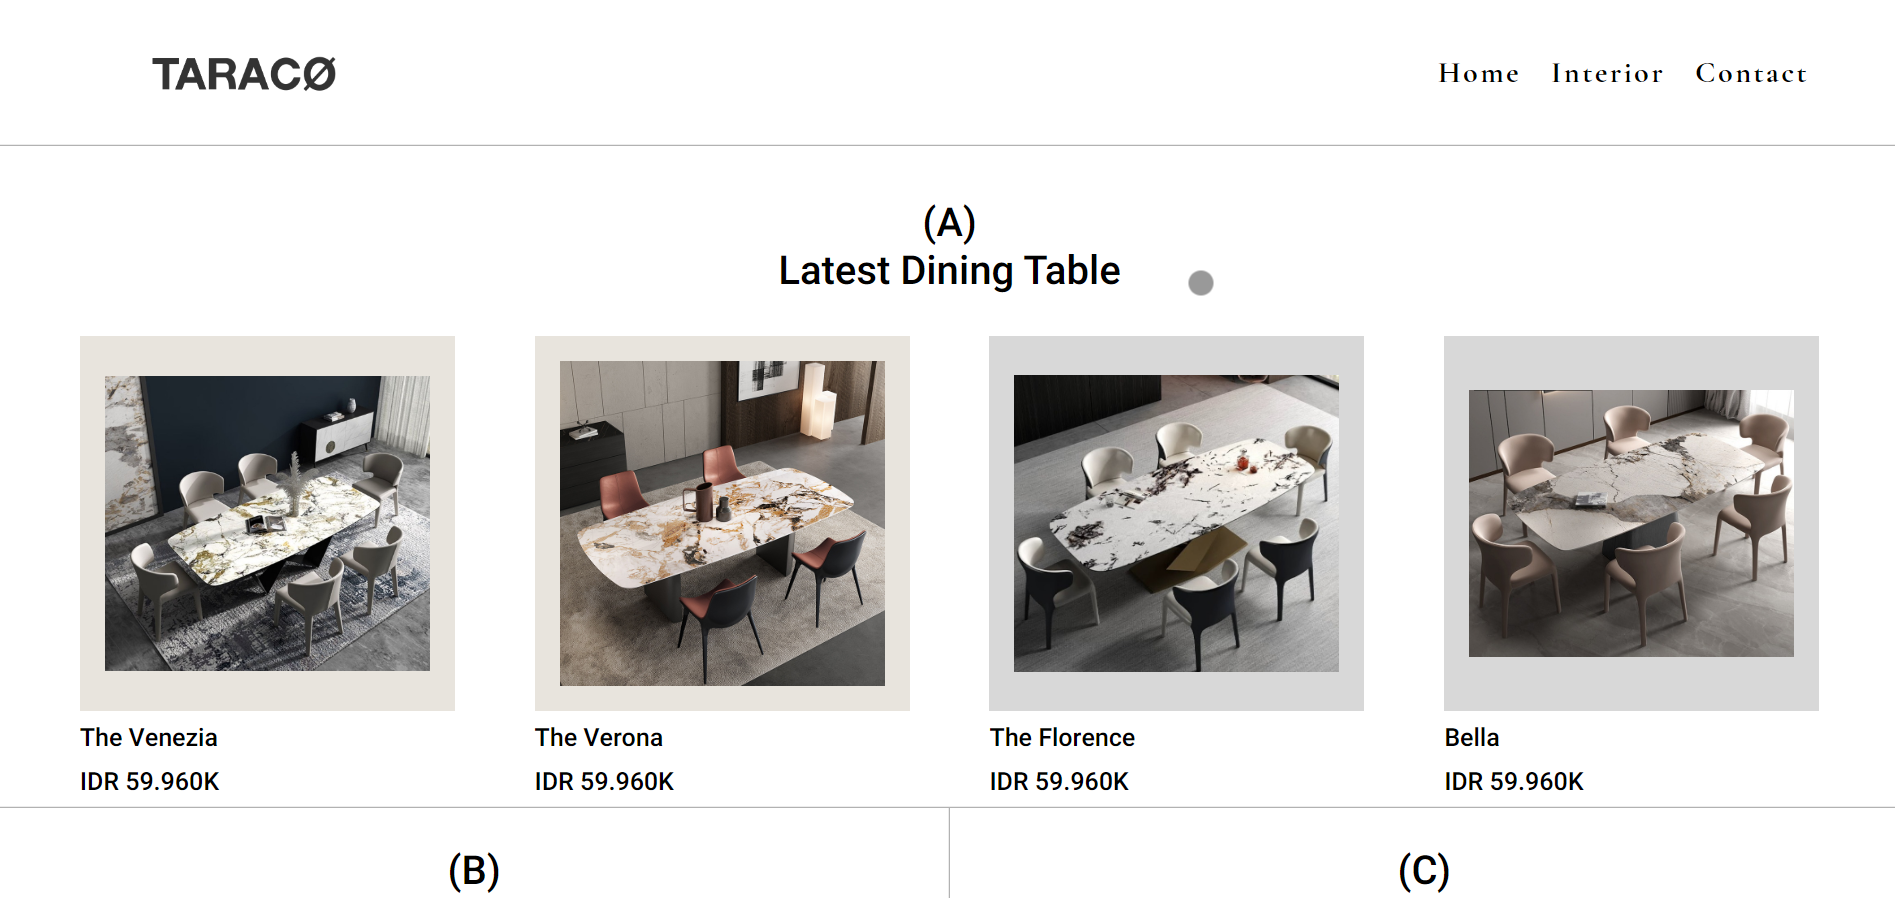 TARACØ
Home Interior Contact
(A)
Latest Dining Table
The Venezia
IDR 59.960K
The Verona
IDR 59.960K
The Florence
IDR 59.960K
Bella
IDR 59.960K
(B)
(C)